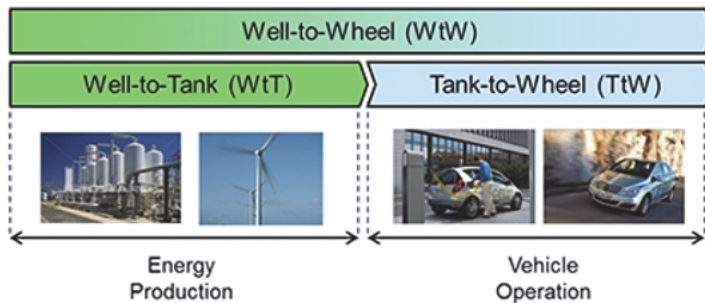 Well-to-Wheel (WtW)
Well-to-Tank (WtT)
Tank-to-Wheel (TtW)
Energy
Production
Vehicle
Operation